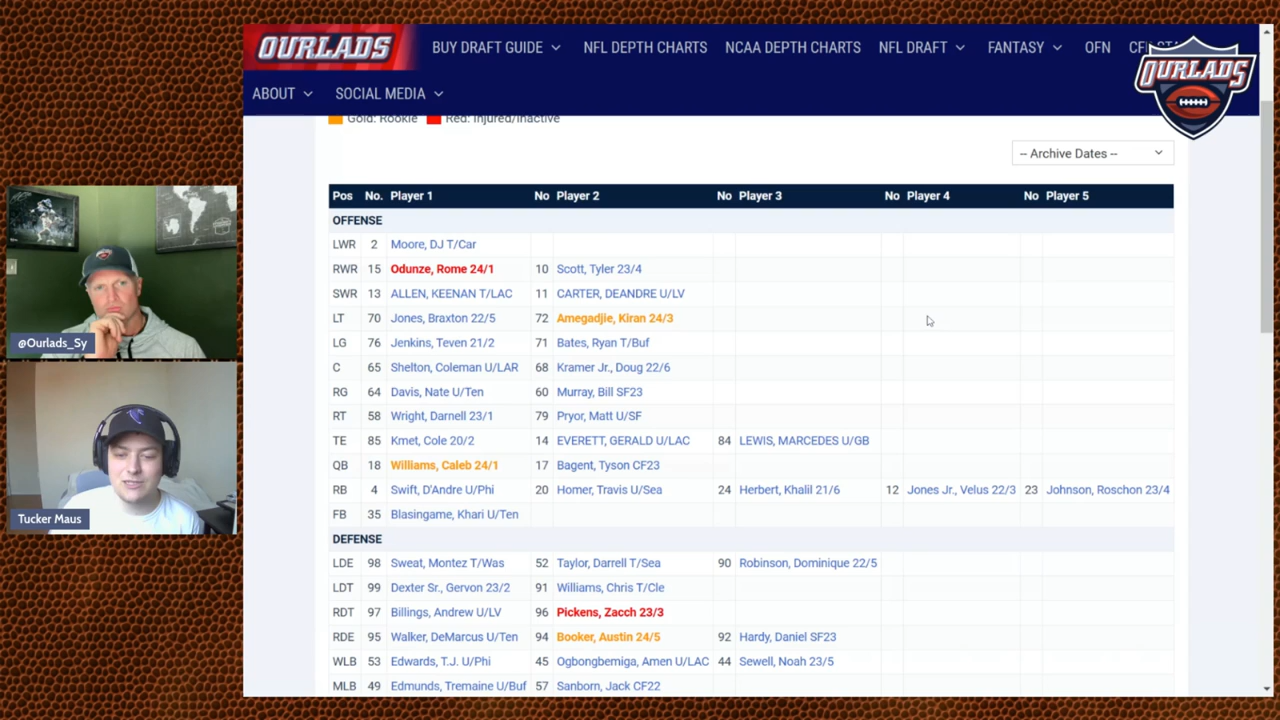 OURLADS BUY DRAFT GUIDE NFL DEPTH CHARTS NCAA DEPTH CHARTS NFL DRAFT FANTASY OFN
OURLADS
ABOUT SOCIAL MEDIA
Gold: Rookie Red: Injured/Inactive
-- Archive Dates --
Pos No. Player 1 No Player 2 No Player 3 No Player 4 No Player 5
OFFENSE
LWR 2 Moore, DJ T/Car
RWR 15 Odunze, Rome 24/1 10 Scott, Tyler 23/4
SWR 13 ALLEN, KEENAN T/LAC 11 CARTER, DEANDRE U/LV
LT 70 Jones, Braxton 22/5 72 Amegadjie, Kiran 24/3
LG 76 Jenkins, Teven 21/2 71 Bates, Ryan T/Buf
C 65 Shelton, Coleman U/LAR 68 Kramer Jr., Doug 22/6
RG 64 Davis, Nate U/Ten 60 Murray, Bill SF23
RT 58 Wright, Darnell 23/1 79 Pryor, Matt U/SF
TE 85 Kmet, Cole 20/2 14 EVERETT, GERALD U/LAC 84 LEWIS, MARCEDES U/GB
QB 18 Williams, Caleb 24/1 17 Bagent, Tyson CF23
RB 4 Swift, D'Andre U/Phi 20 Homer, Travis U/Sea 24 Herbert, Khalil 21/6 12 Jones Jr., Velus 22/3 23 Johnson, Roschon 23/4
FB 35 Blasingame, Khari U/Ten
DEFENSE
LDE 98 Sweat, Montez T/Was 52 Taylor, Darrell T/Sea 90 Robinson, Dominique 22/5
LDT 99 Dexter Sr., Gervon 23/2 91 Williams, Chris T/Cle
RDT 97 Billings, Andrew U/LV 96 Pickens, Zacch 23/3
RDE 95 Walker, DeMarcus U/Ten 94 Booker, Austin 24/5 92 Hardy, Daniel SF23
WLB 53 Edwards, T.J. U/Phi 45 Ogbongbemiga, Amen U/LAC 44 Sewell, Noah 23/5
MLB 49 Edmunds, Tremaine U/Buf 57 Sanborn, Jack CF22
@Ourlads_Sy
Tucker Maus